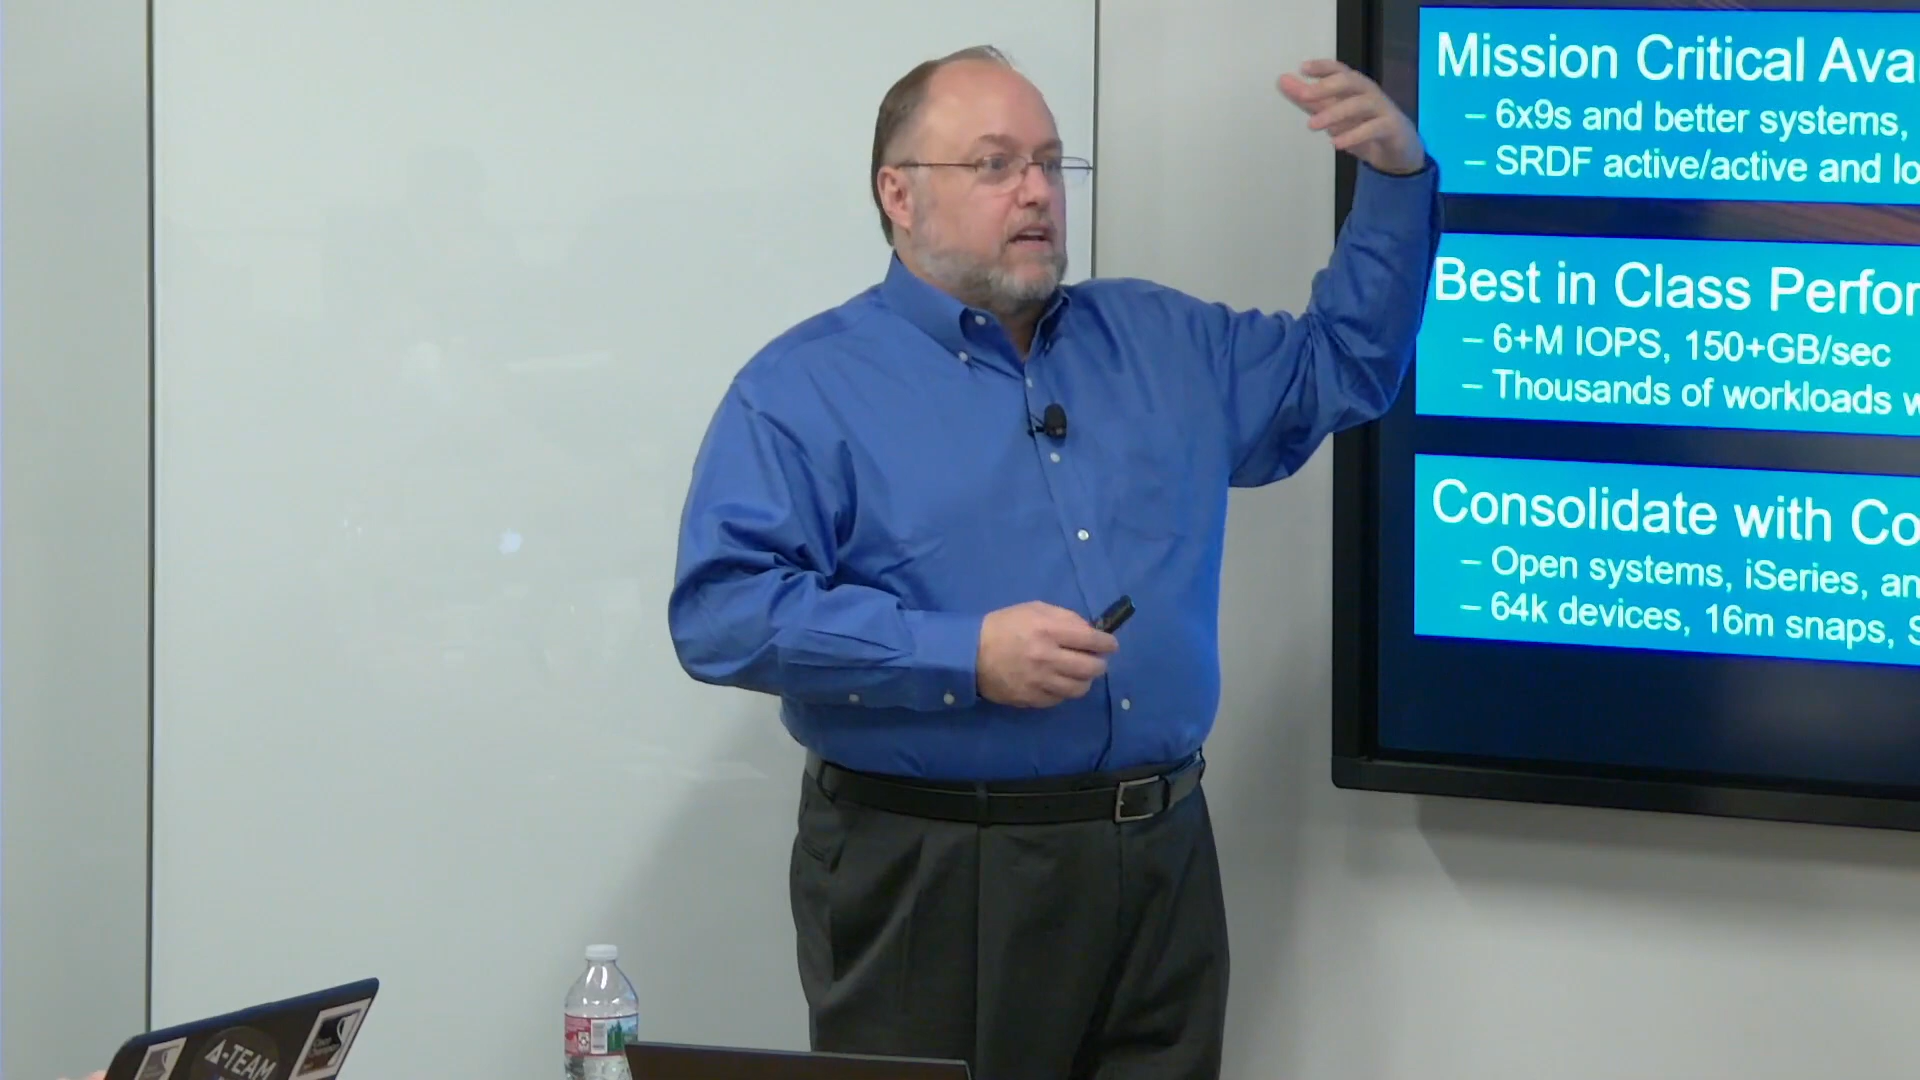 Mission Critical Ava
– 6x9s and better systems,
– SRDF active/active and lo
Best in Class Perfor
– 6+M IOPS, 150+GB/sec
– Thousands of workloads w
Consolidate with Co
– Open systems, iSeries, an
– 64k devices, 16m snaps, S
A-TEAM